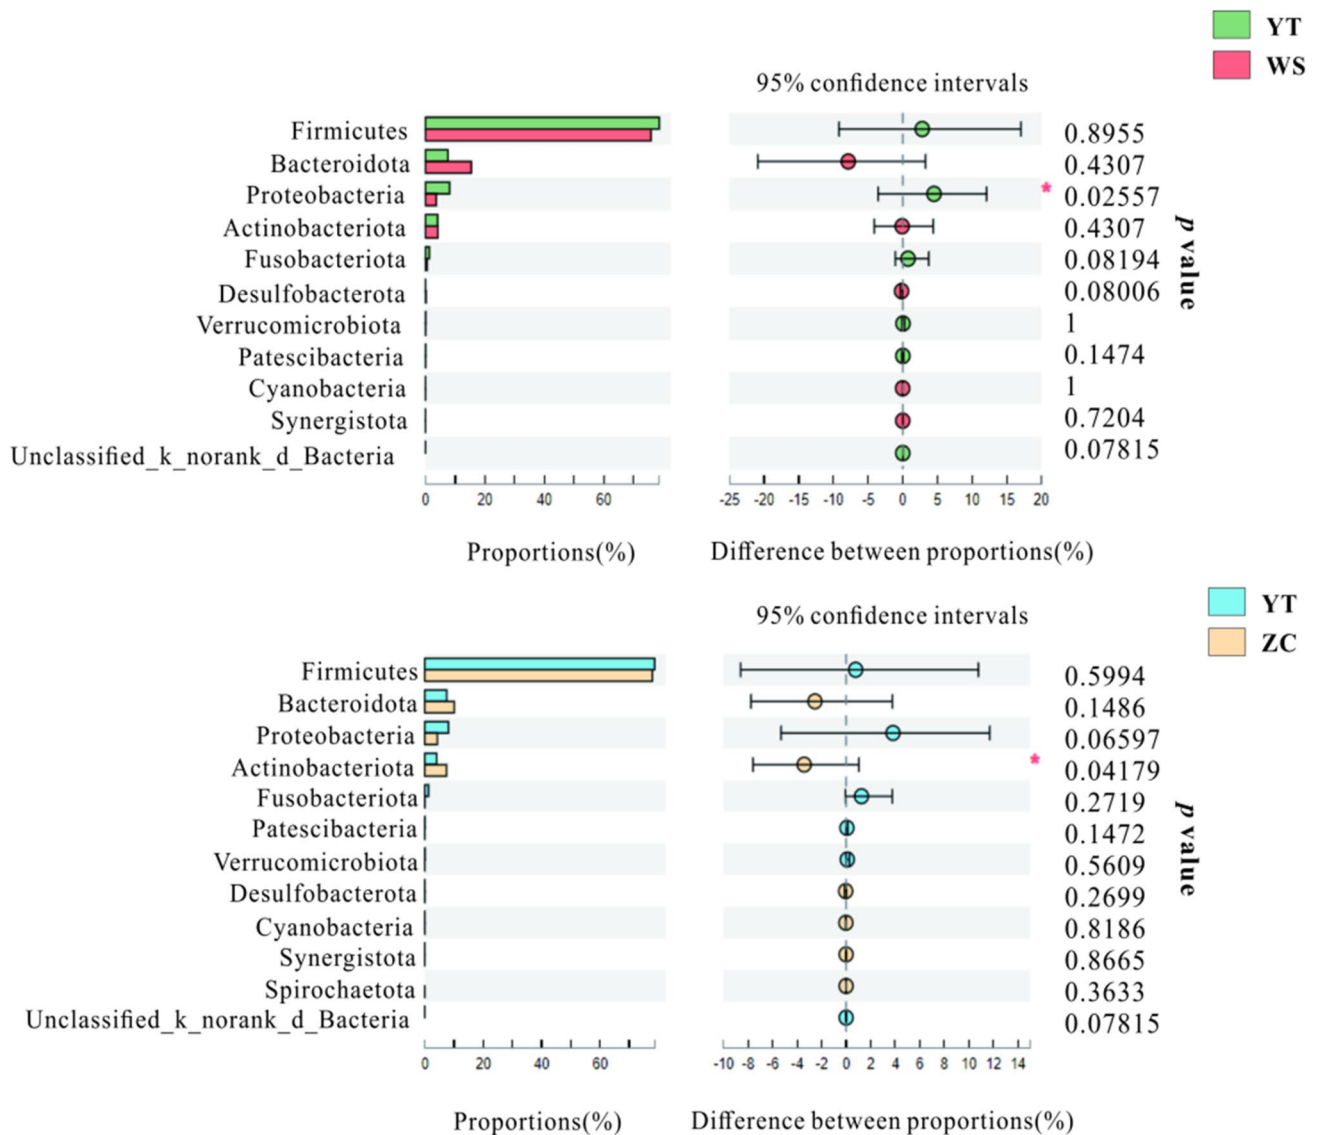 YT
WS
95% confidence intervals
Firmicutes 0.8955
Bacteroidota 0.4307
Proteobacteria * 0.02557
Actinobacteriota 0.4307
Fusobacteriota 0.08194
Desulfobacterota 0.08006
Verrucomicrobiota 1
Patescibacteria 0.1474
Cyanobacteria 1
Synergistota 0.7204
Unclassified_k_norank_d_Bacteria 0.07815
p value
0 20 40 60 -25 -20 -15 -10 -5 0 5 10 15 20
Proportions(%) Difference between proportions(%)
YT
ZC
95% confidence intervals
Firmicutes 0.5994
Bacteroidota 0.1486
Proteobacteria 0.06597
Actinobacteriota * 0.04179
Fusobacteriota 0.2719
Patescibacteria 0.1472
Verrucomicrobiota 0.5609
Desulfobacterota 0.2699
Cyanobacteria 0.8186
Synergistota 0.8665
Spirochaetota 0.3633
Unclassified_k_norank_d_Bacteria 0.07815
p value
0 20 40 60 -10 -8 -6 -4 -2 0 2 4 6 8 10 12 14
Proportions(%) Difference between proportions(%)